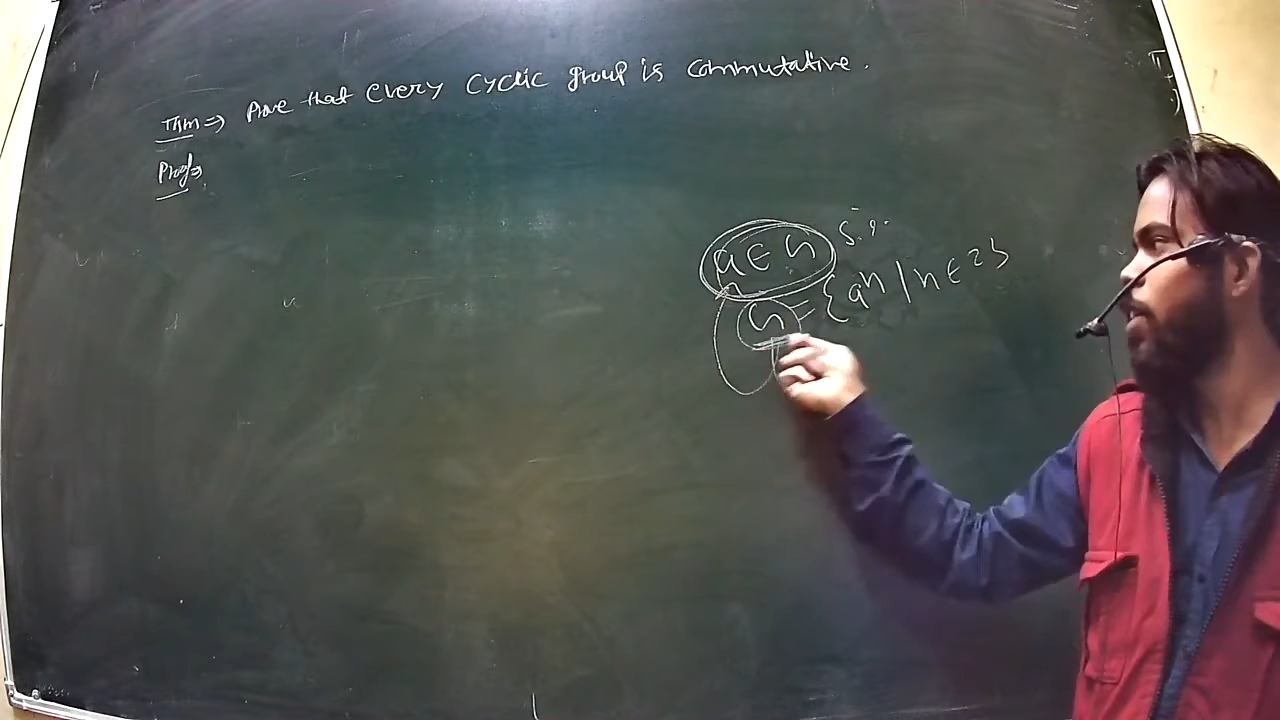 Thm ⇒ Prove that every cyclic group is commutative.
Proof ⇒
a ∈ G s.t.
G = {aⁿ / n ∈ Z}